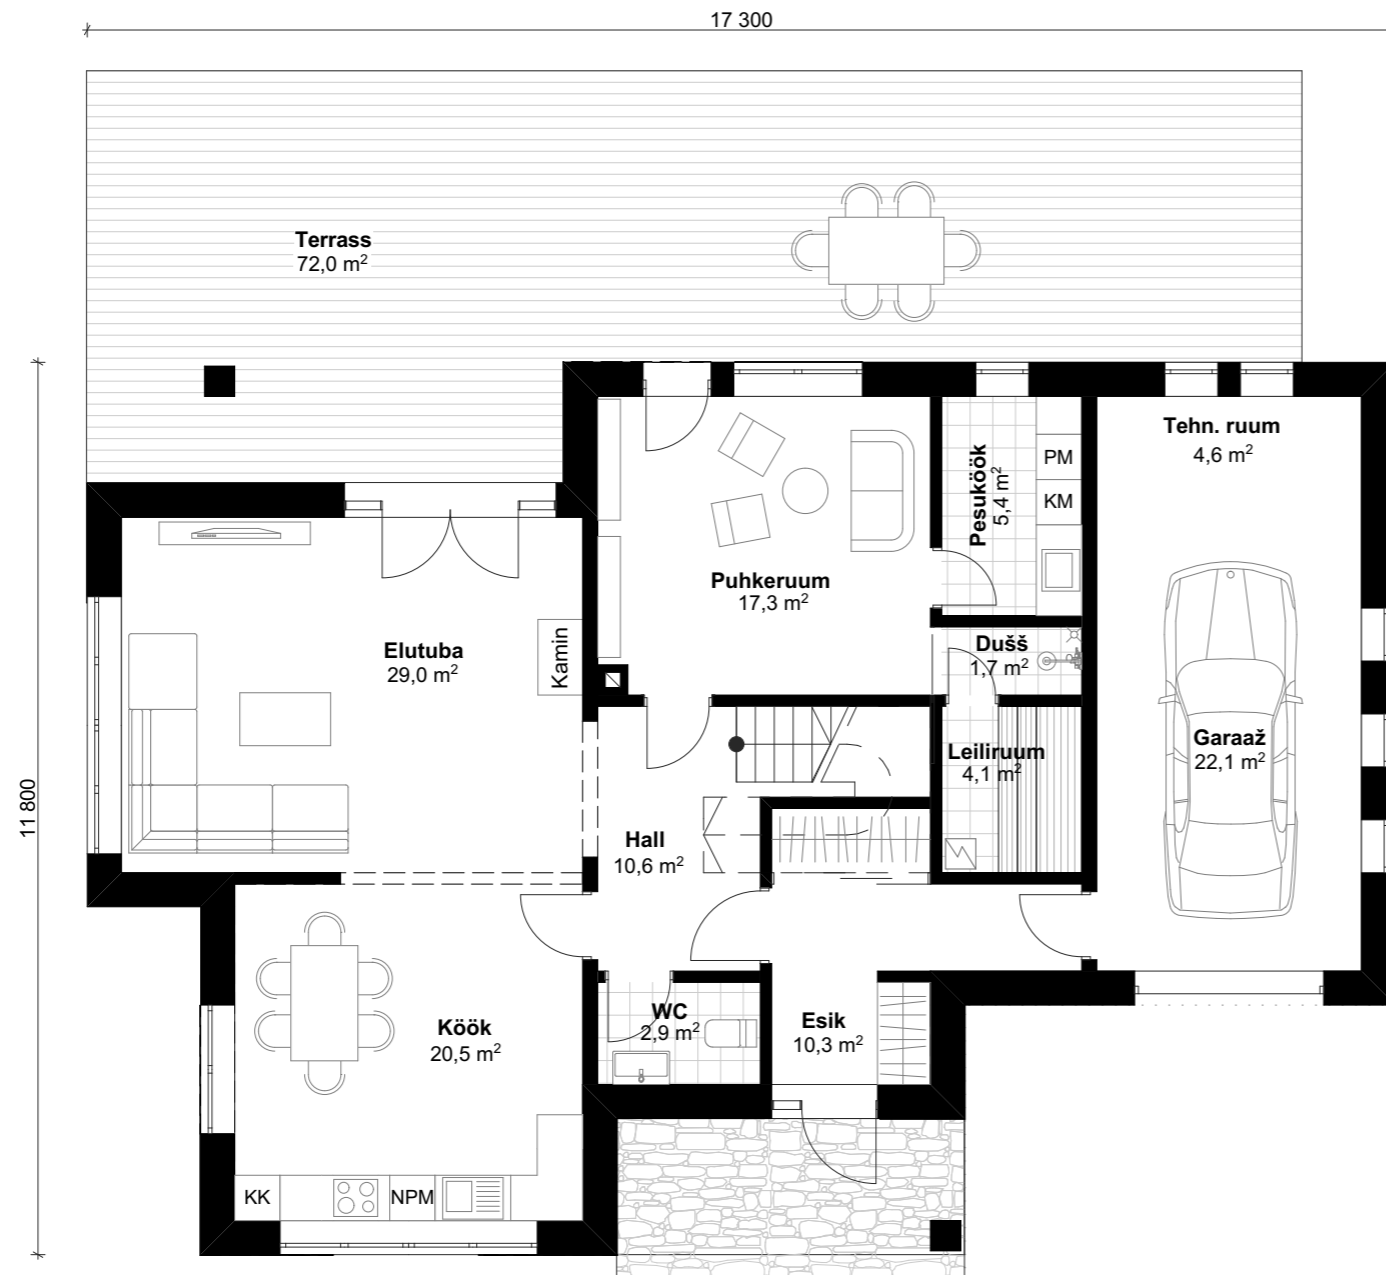 17 300
Terrass
72,0 m²
11 800
Tehn. ruum
4,6 m²
PM
KM
Pesuköök
5,4 m²
Puhkeruum
17,3 m²
Elutuba
29,0 m²
Kamin
Dušš
1,7 m²
Leiliruum
4,1 m²
Garaaž
22,1 m²
Hall
10,6 m²
WC
2,9 m²
Esik
10,3 m²
Köök
20,5 m²
KK
NPM